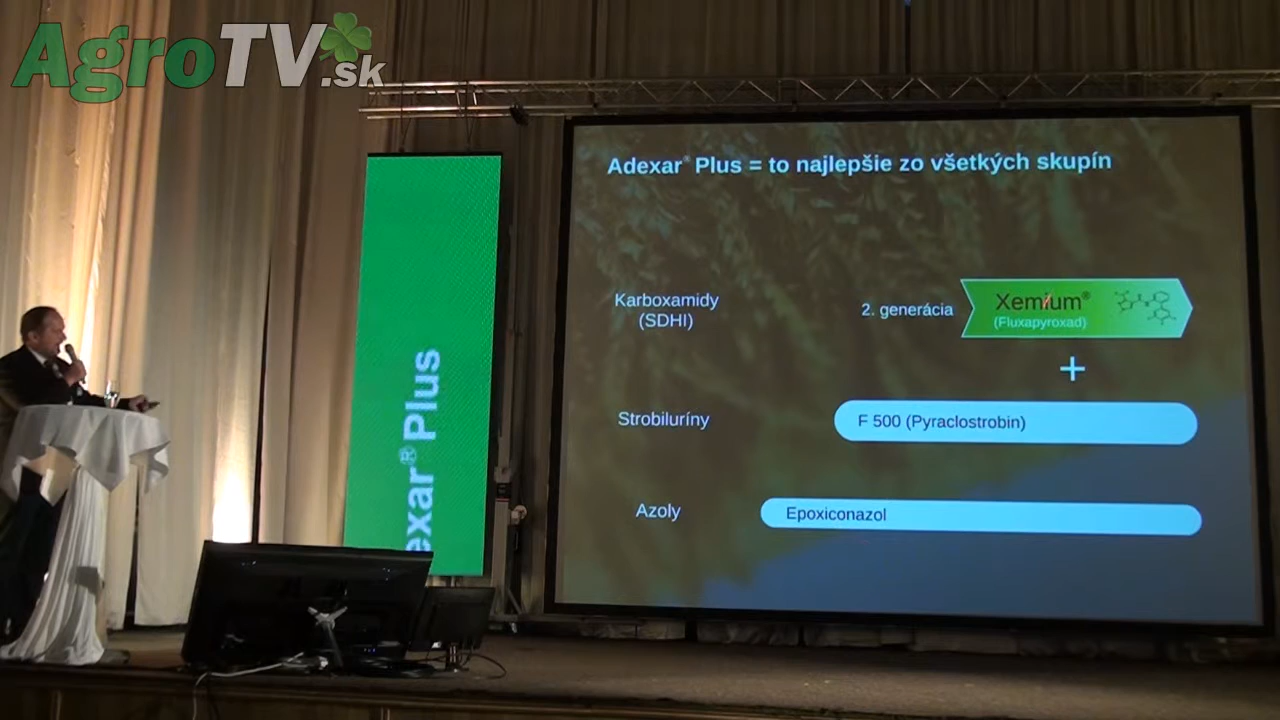 AgroTV.sk
Adexar® Plus = to najlepšie zo všetkých skupín
Karboxamidy
(SDHI)
2. generácia
Xemium®
(Fluxapyroxad)
+
Strobiluríny
F 500 (Pyraclostrobin)
Azoly
Epoxiconazol
exar® Plus